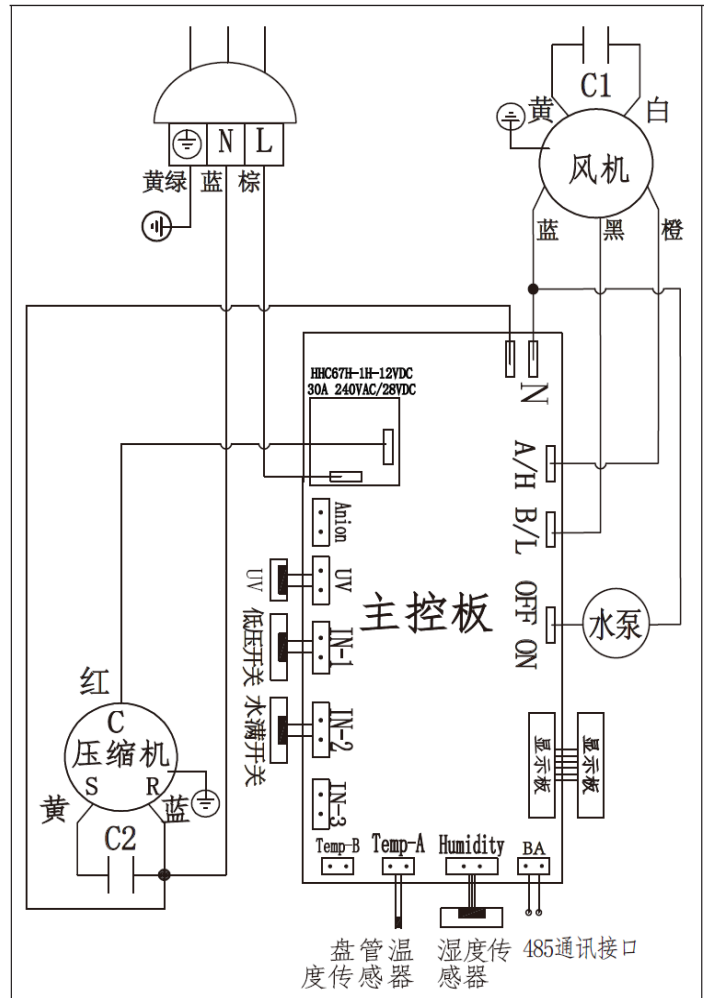 C1
黄
白
风机
蓝
黑
橙
N
L
黄绿
蓝
棕
HHC67H-1H-12VDC
30A 240VAC/28VDC
N
A/H
B/L
OFF ON
Anion
UV
UV
IN-1
低压开关
IN-2
水满开关
IN-3
主控板
水泵
显示板
显示板
红
C
压缩机
S
R
黄
蓝
C2
Temp-B
Temp-A
Humidity
BA
盘管温
度传感器
湿度传
感器
485通讯接口